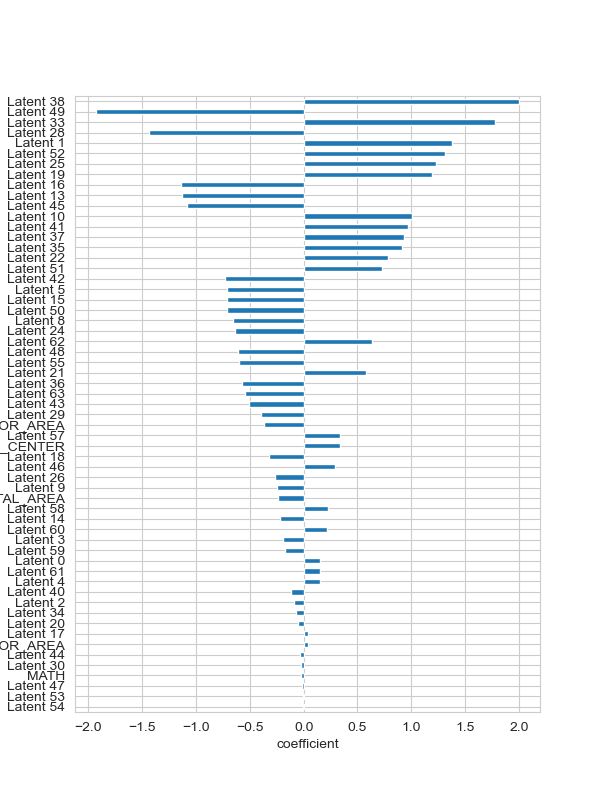 Latent 38
Latent 49
Latent 33
Latent 28
Latent 1
Latent 52
Latent 25
Latent 19
Latent 16
Latent 13
Latent 45
Latent 10
Latent 41
Latent 37
Latent 35
Latent 22
Latent 51
Latent 42
Latent 5
Latent 15
Latent 50
Latent 8
Latent 24
Latent 62
Latent 48
Latent 55
Latent 21
Latent 36
Latent 63
Latent 43
Latent 29
OR_AREA
Latent 57
_CENTER
Latent 18
Latent 46
Latent 26
Latent 9
TAL_AREA
Latent 58
Latent 14
Latent 60
Latent 3
Latent 59
Latent 0
Latent 61
Latent 4
Latent 40
Latent 2
Latent 34
Latent 20
Latent 17
OR_AREA
Latent 44
Latent 30
MATH
Latent 47
Latent 53
Latent 54
−2.0 −1.5 −1.0 −0.5 0.0 0.5 1.0 1.5 2.0
coefficient